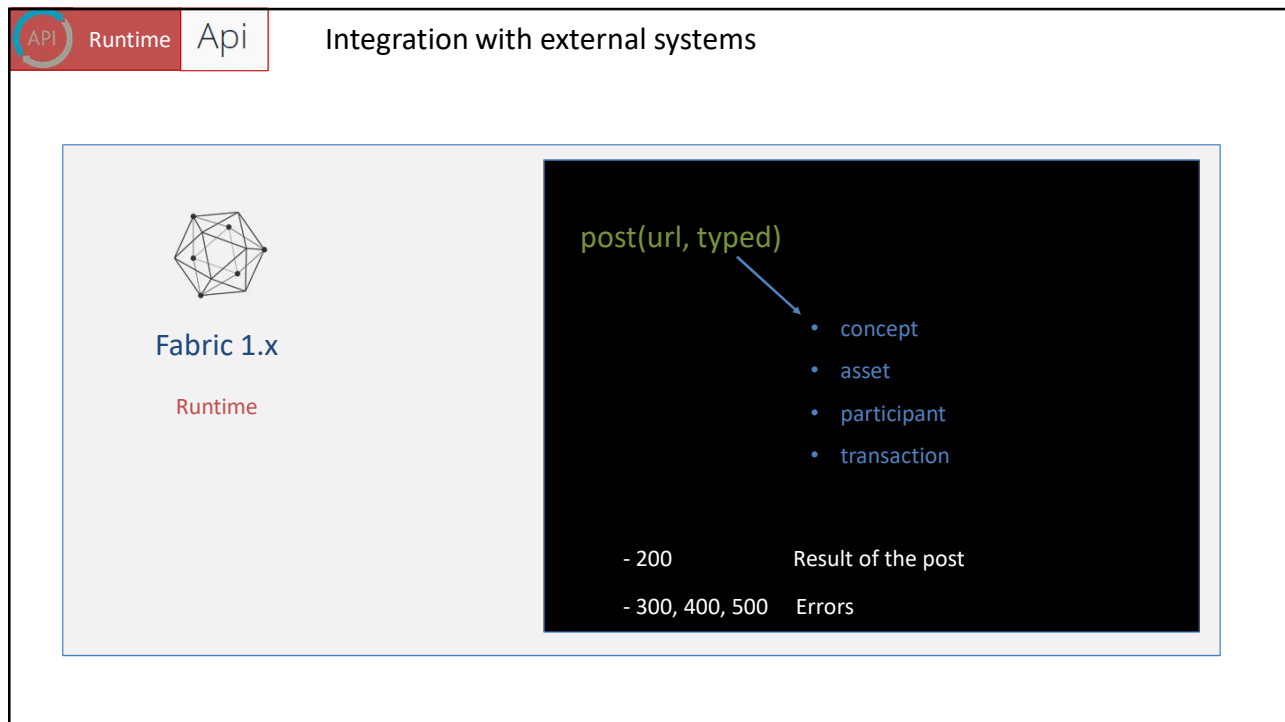 API Runtime Api Integration with external systems
post(url, typed)
Fabric 1.x
Runtime
• concept
• asset
• participant
• transaction
- 200 Result of the post
- 300, 400, 500 Errors